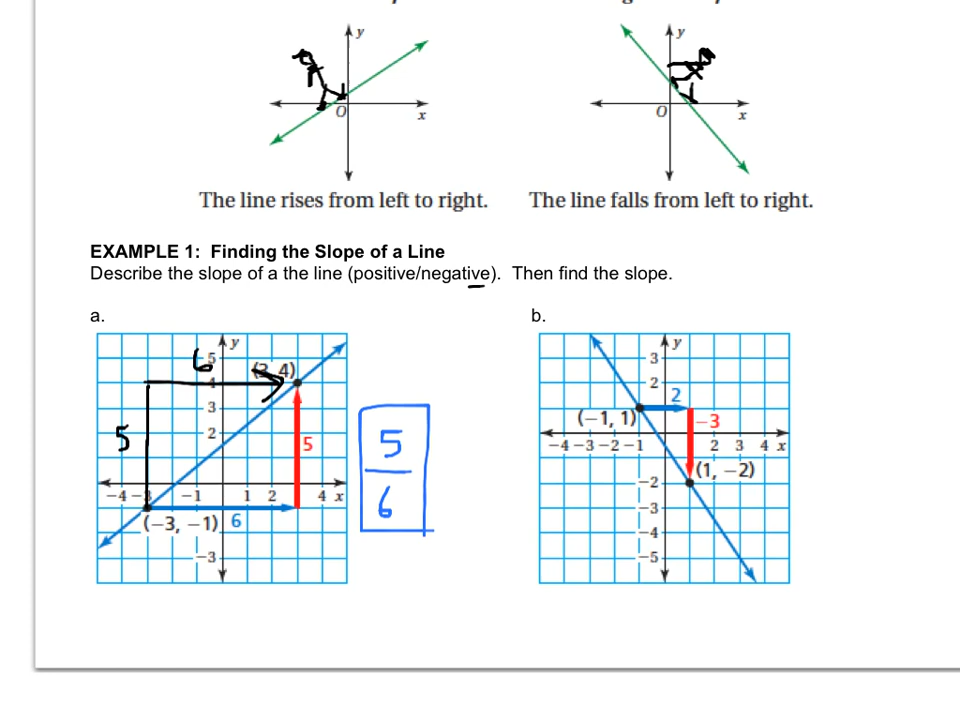 y
y
O
x
O
x
The line rises from left to right.
The line falls from left to right.
EXAMPLE 1: Finding the Slope of a Line
Describe the slope of a the line (positive/negative). Then find the slope.
a.
b.
y
6
5
4
(3, 4)
3
2
5
5
-4 -3 -1 1 2 4 x
(-3, -1) 6
-3
5
6
y
3
2
2
(-1, 1)
-3
-4 -3 -2 -1 2 3 4 x
(1, -2)
-2
-3
-4
-5